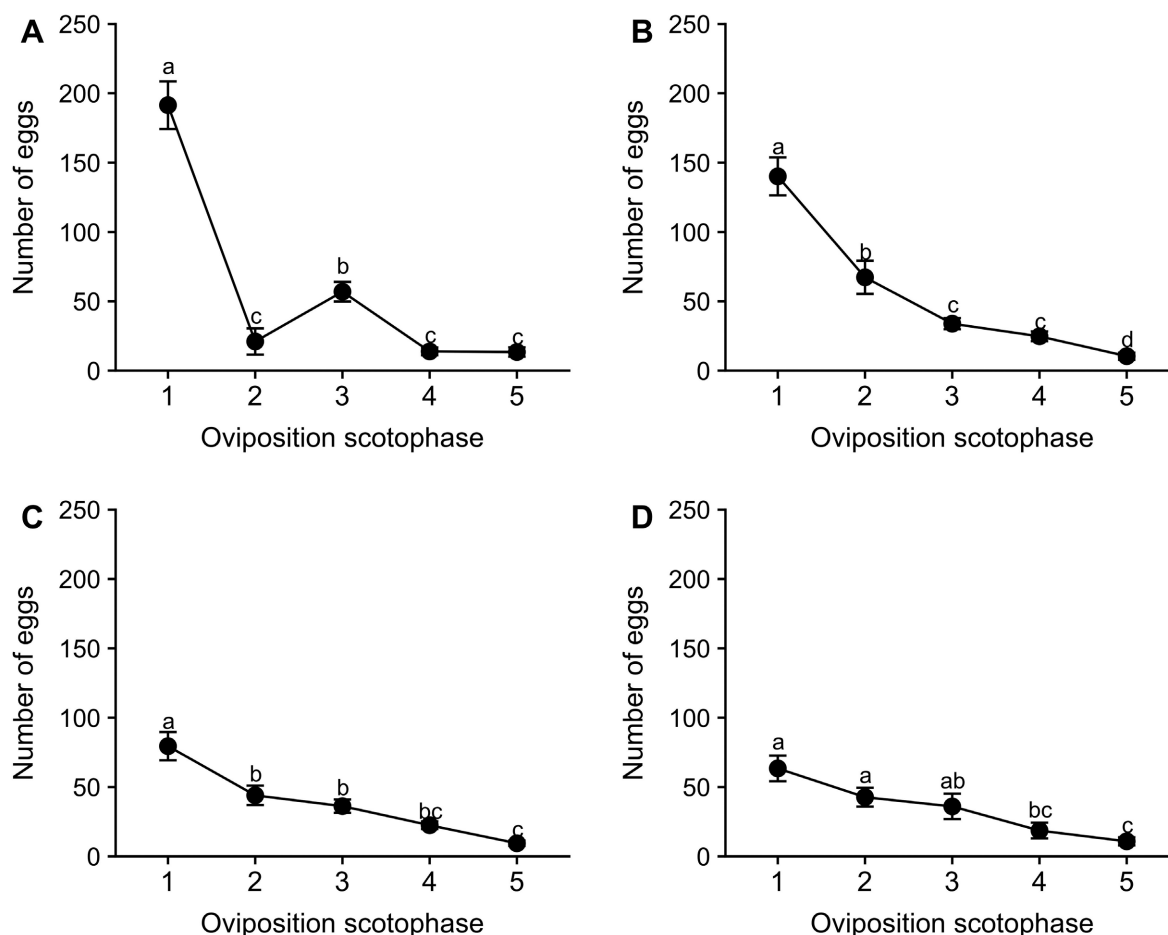 A
Number of eggs
250
200
150
100
50
0
a
c
b
c
c
1 2 3 4 5
Oviposition scotophase
B
Number of eggs
250
200
150
100
50
0
a
b
c
c
d
1 2 3 4 5
Oviposition scotophase
C
Number of eggs
250
200
150
100
50
0
a
b
b
bc
c
1 2 3 4 5
Oviposition scotophase
D
Number of eggs
250
200
150
100
50
0
a
a
ab
bc
c
1 2 3 4 5
Oviposition scotophase